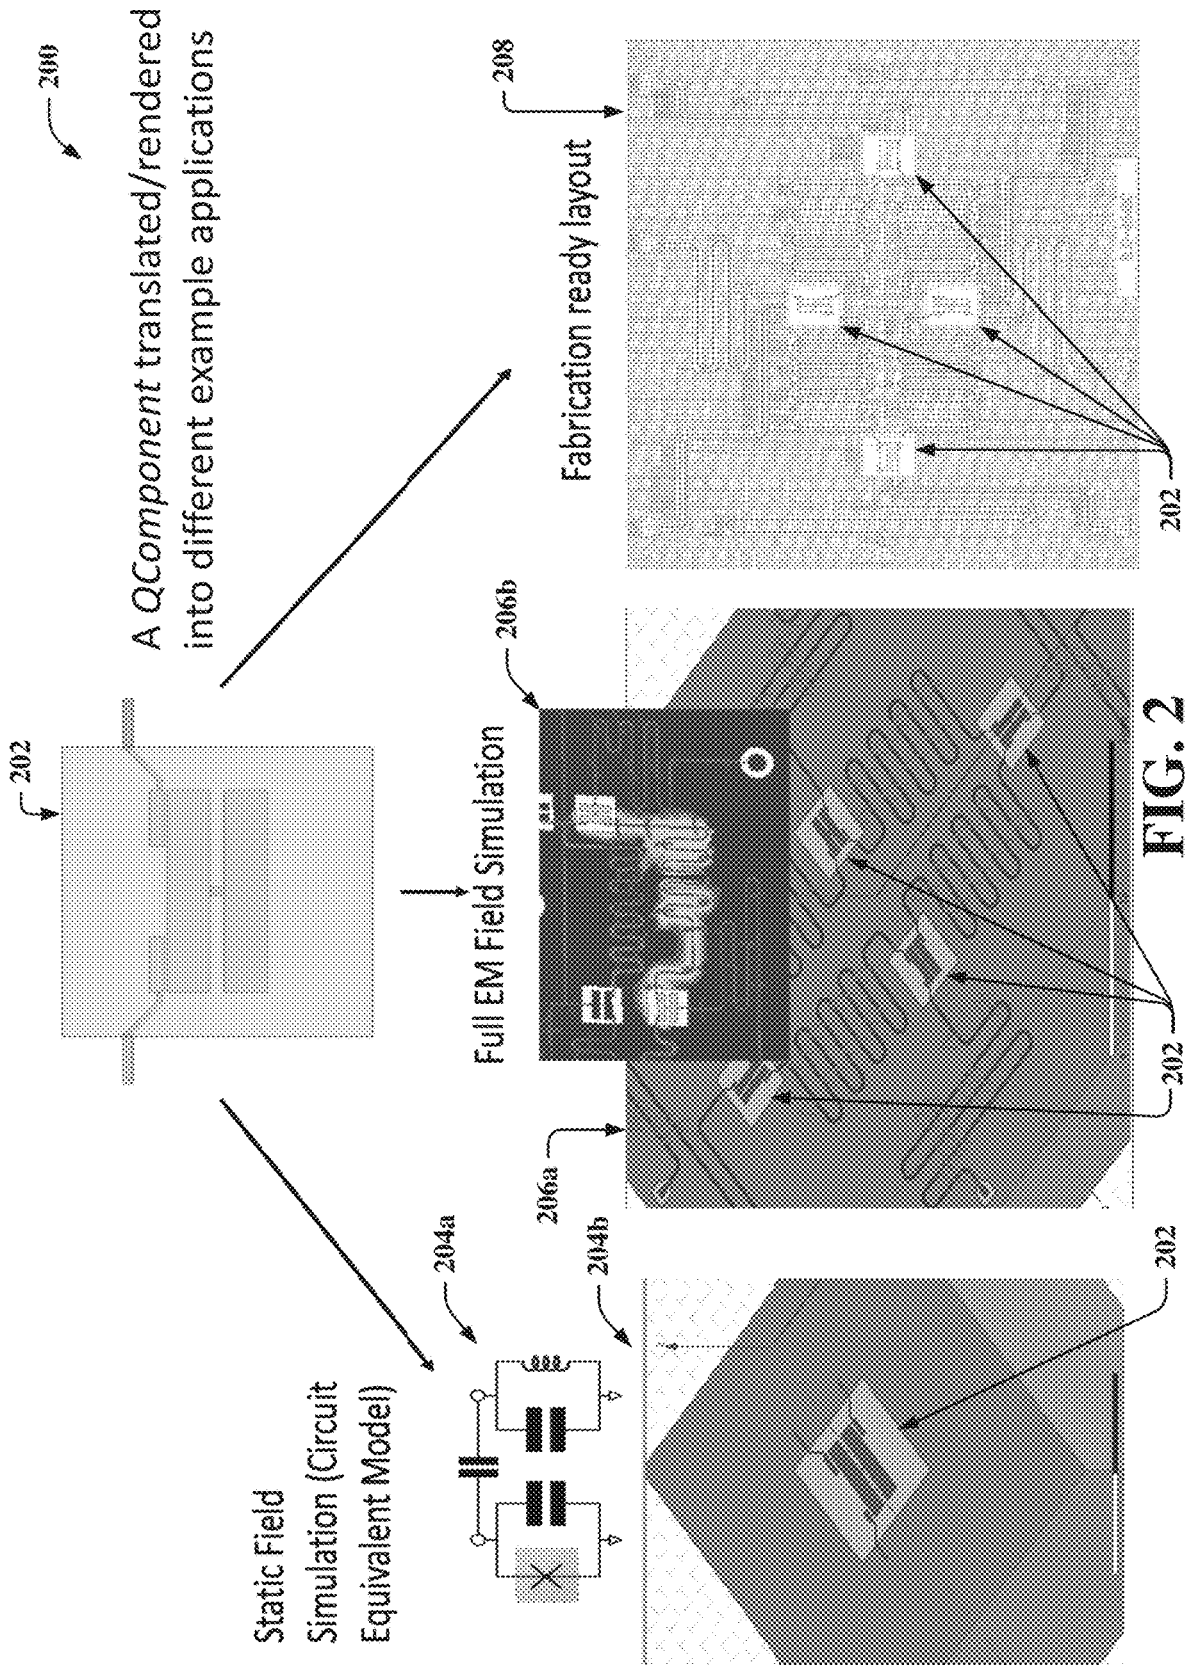 200
A QComponent translated/rendered
into different example applications
202
Static Field
Simulation (Circuit
Equivalent Model)
204a
204b
202
Full EM Field Simulation
206a
206b
202
Fabrication ready layout
208
202
FIG. 2